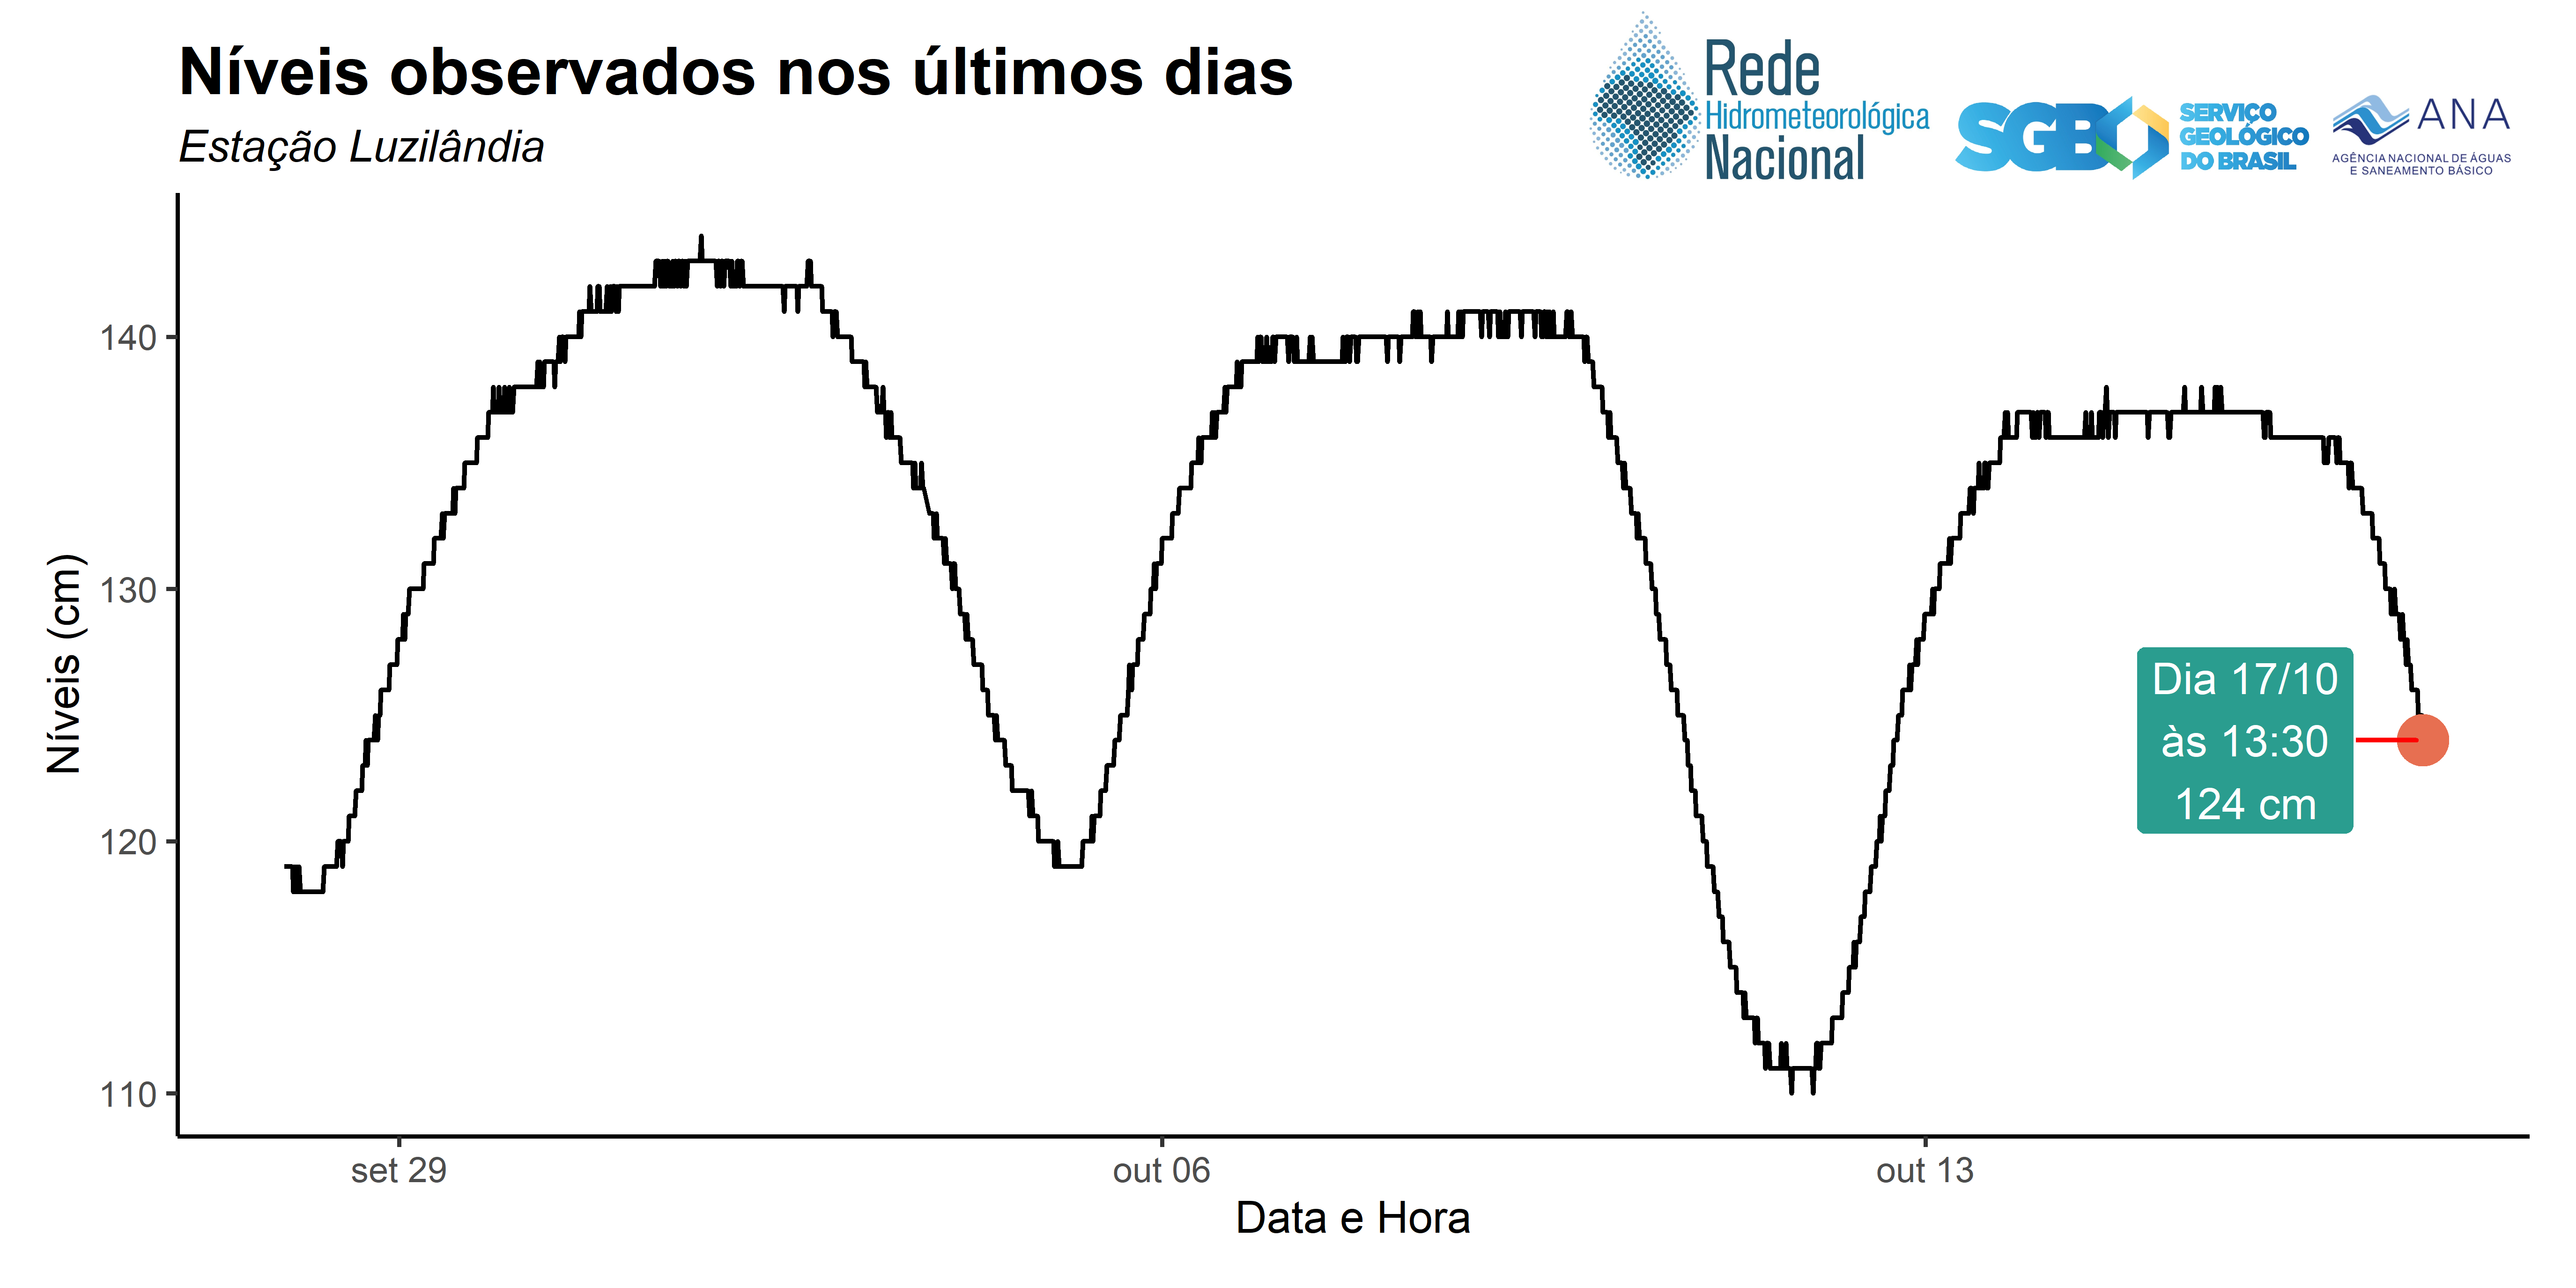 Níveis observados nos últimos dias
Estação Luzilândia
Rede
Hidrometeorológica
Nacional
SGB
SERVIÇO
GEOLÓGICO
DO BRASIL
ANA
AGÊNCIA NACIONAL DE ÁGUAS
E SANEAMENTO BÁSICO
Níveis (cm)
140
130
120
110
Dia 17/10
às 13:30
124 cm
set 29
out 06
out 13
Data e Hora